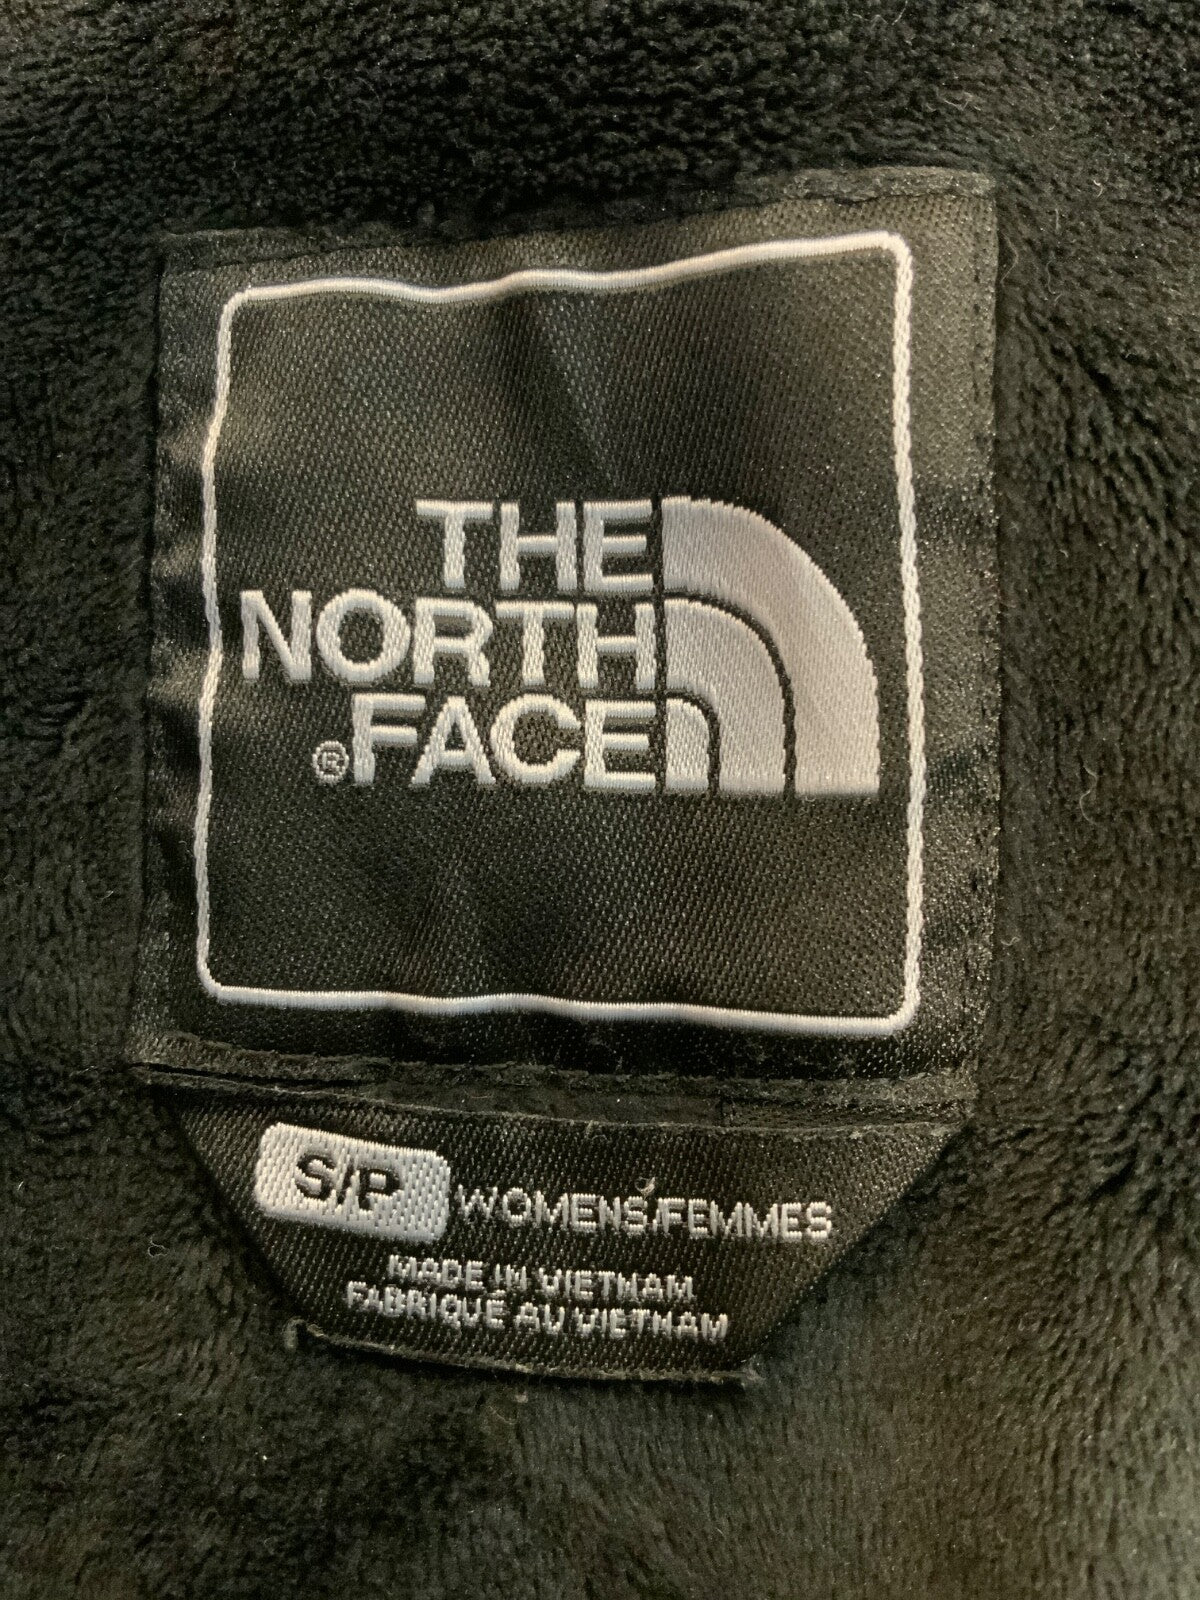 THE
NORTH
®FACE
S/P WOMENS/FEMMES
MADE IN VIETNAM
FABRIQUÉ AU VIETNAM